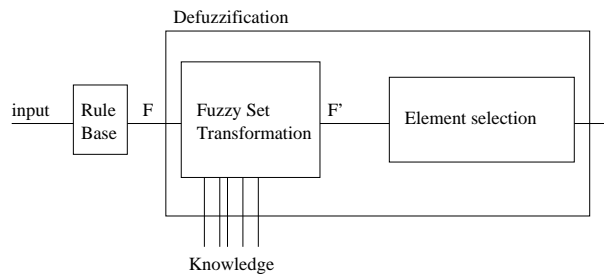 Defuzzification
input
Rule
Base
F
Fuzzy Set
Transformation
F'
Element selection
Knowledge